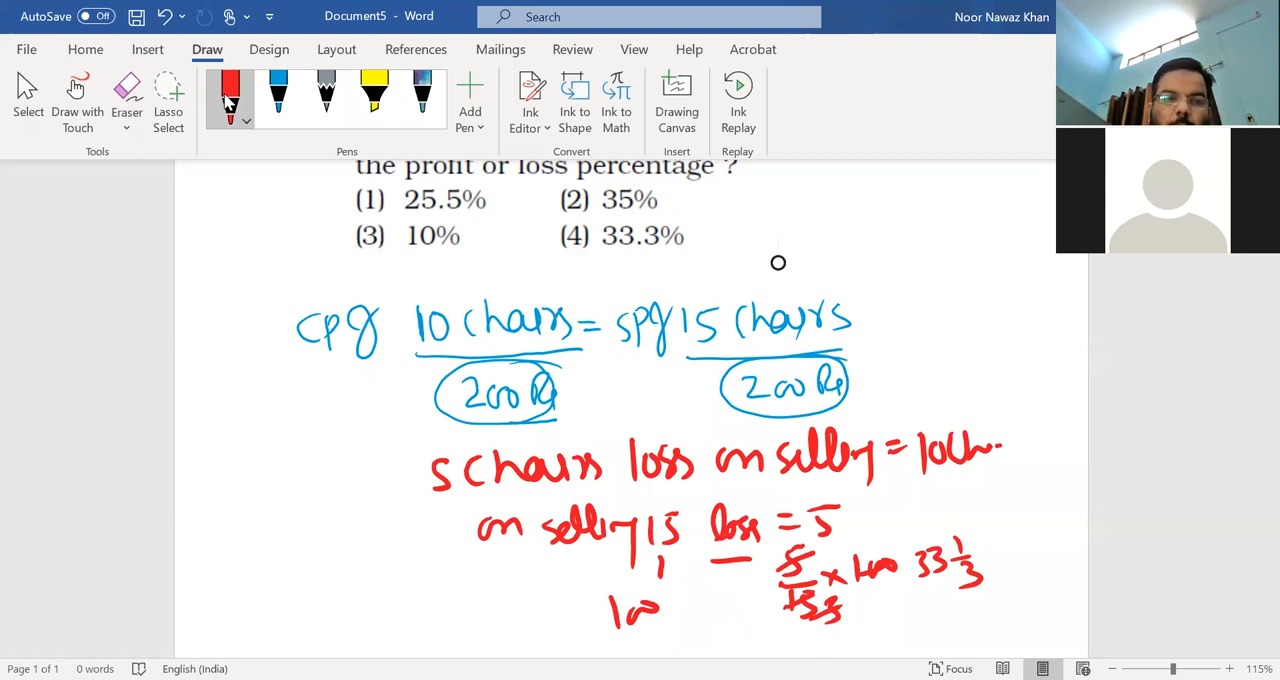 AutoSave Off Document5 - Word Search Noor Nawaz Khan
File Home Insert Draw Design Layout References Mailings Review View Help Acrobat
Select Draw with Touch Eraser Lasso Select Add Pen Ink Editor Ink to Shape Ink to Math Drawing Canvas Ink Replay
Tools Pens Convert Insert Replay
the profit or loss percentage ?
(1) 25.5% (2) 35%
(3) 10% (4) 33.3%
CP of 10 chairs = SP of 15 chairs
200 Rs 200 Rs
5 chairs loss on selling = 10 ch..
on selling 15 loss = 5
1 5/15 3 x 100 33 1/3
100
Page 1 of 1 0 words English (India) Focus 115%